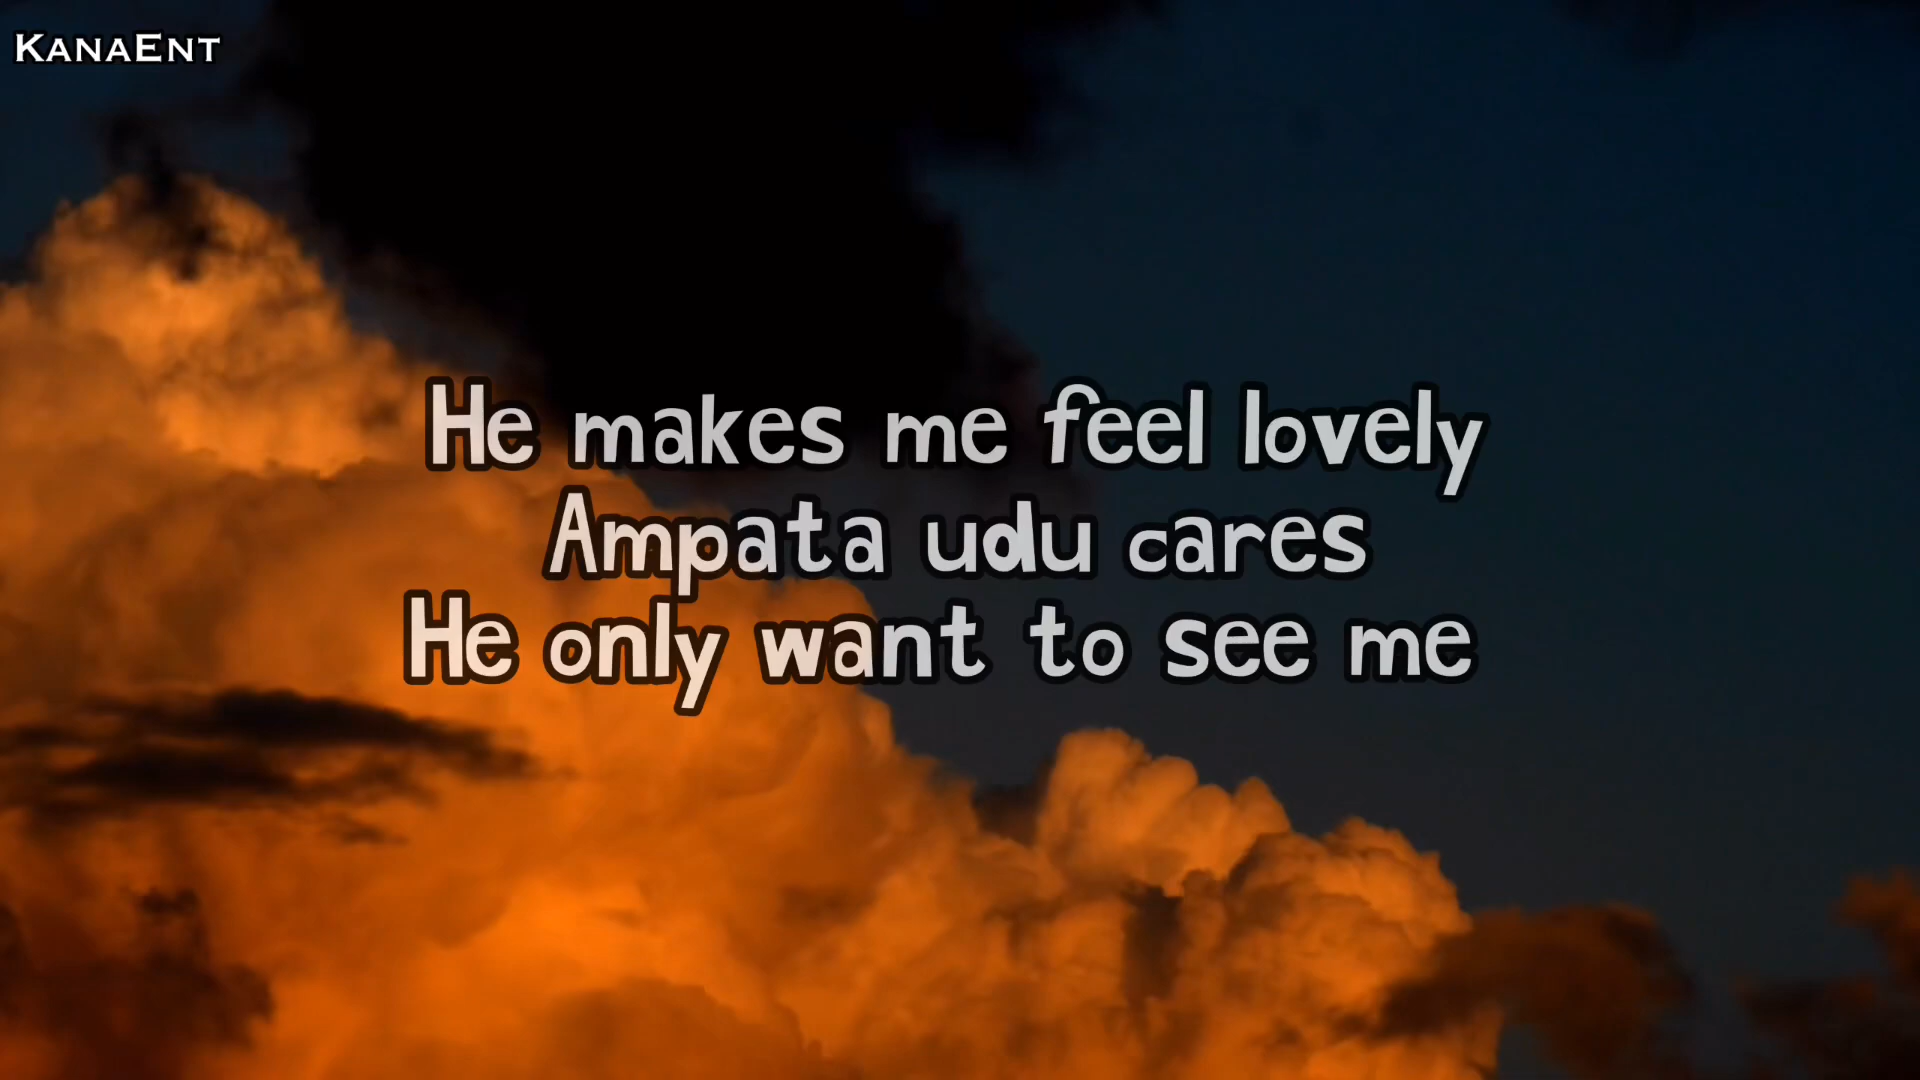 KANAENT
He makes me feel lovely
Ampata udu cares
He only want to see me